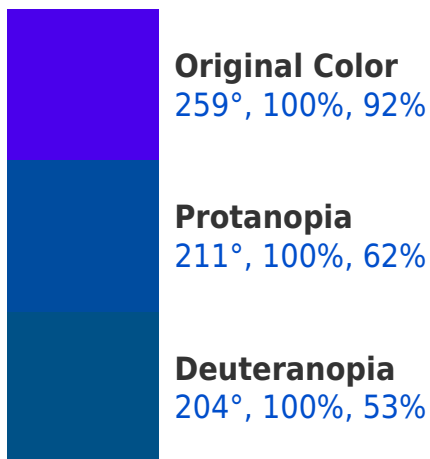 Original Color
259°, 100%, 92%
Protanopia
211°, 100%, 62%
Deuteranopia
204°, 100%, 53%